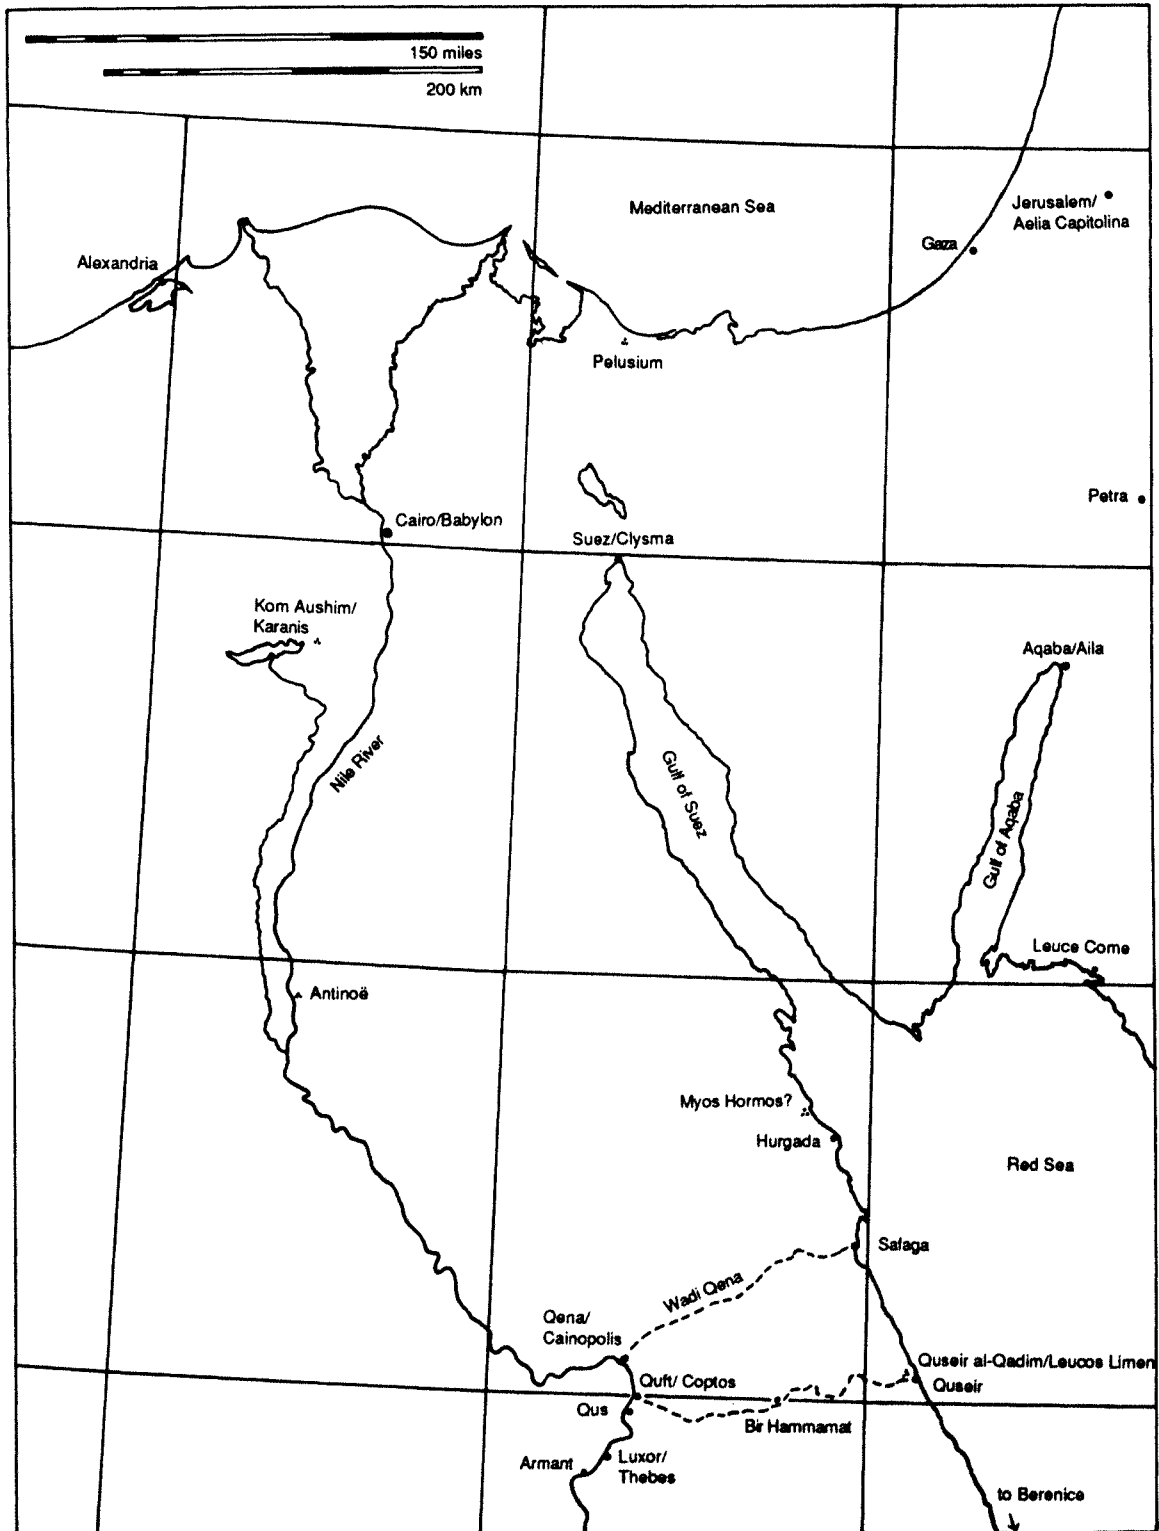 150 miles
200 km
Mediterranean Sea
Jerusalem/
Aelia Capitolina
Gaza
Alexandria
Pelusium
Petra
Cairo/Babylon
Suez/Clysma
Kom Aushim/
Karanis
Aqaba/Aila
Nile River
Gulf of Suez
Gulf of Aqaba
Leuce Come
Antinoë
Myos Hormos?
Hurgada
Red Sea
Safaga
Wadi Qena
Qena/
Cainopolis
Quseir al-Qadim/Leucos Limen
Quft/ Coptos
Quseir
Qus
Bir Hammamat
Armant
Luxor/
Thebes
to Berenice